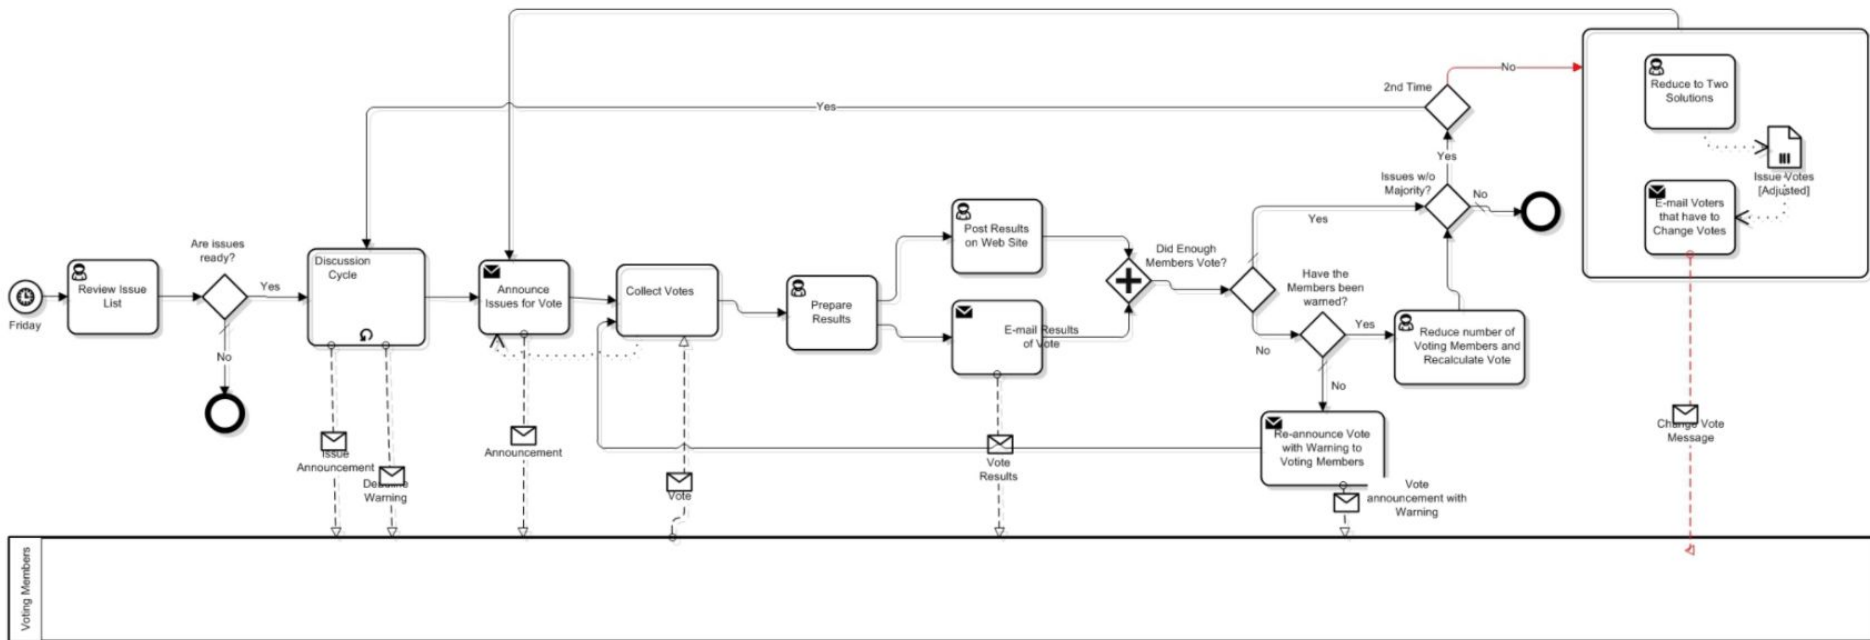 Friday
Review Issue
List
Are issues
ready?
Yes
No
Discussion
Cycle
Issue
Announcement
Deadline
Warning
Announce
Issues for Vote
Announcement
Collect Votes
Vote
Prepare
Results
Post Results
on Web Site
E-mail Results
of Vote
Vote
Results
Did Enough
Members Vote?
Yes
No
Have the
Members been
warned?
Yes
No
Re-announce Vote
with Warning to
Voting Members
Vote
announcement with
Warning
Reduce number of
Voting Members and
Recalculate Vote
Issues w/o
Majority?
No
Yes
2nd Time
Yes
No
Reduce to Two
Solutions
Issue Votes
[Adjusted]
E-mail Voters
that have to
Change Votes
Change Vote
Message
Voting Members